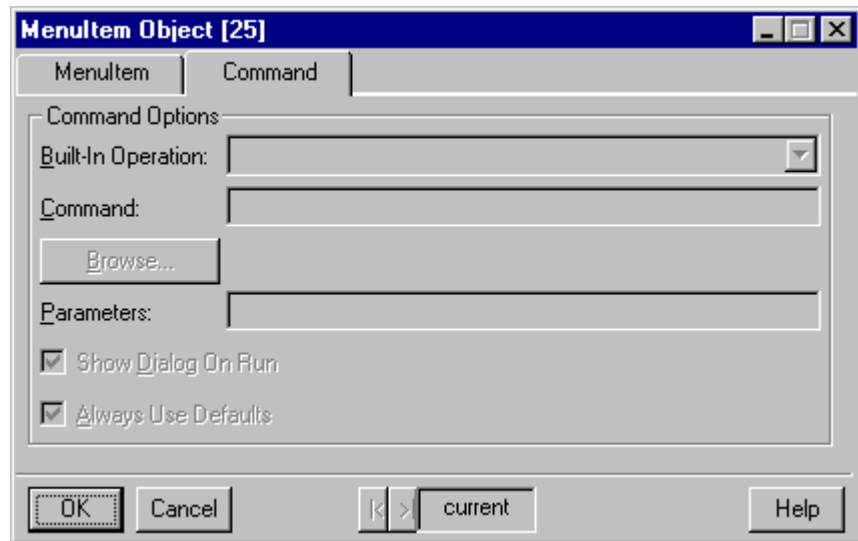 MenuItem Object [25]
MenuItem Command
Command Options
Built-In Operation:
Command:
Browse...
Parameters:
Show Dialog On Run
Always Use Defaults
OK Cancel |< >| current Help